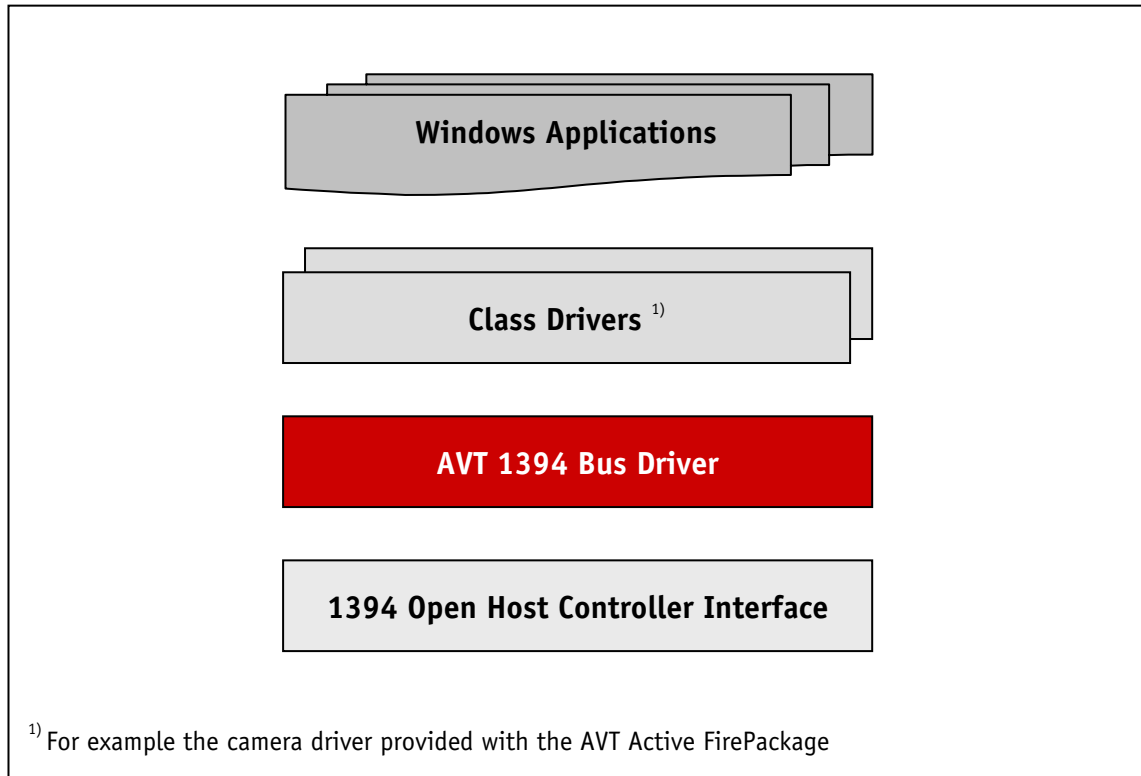 Windows Applications
Class Drivers 1)
AVT 1394 Bus Driver
1394 Open Host Controller Interface
1) For example the camera driver provided with the AVT Active FirePackage